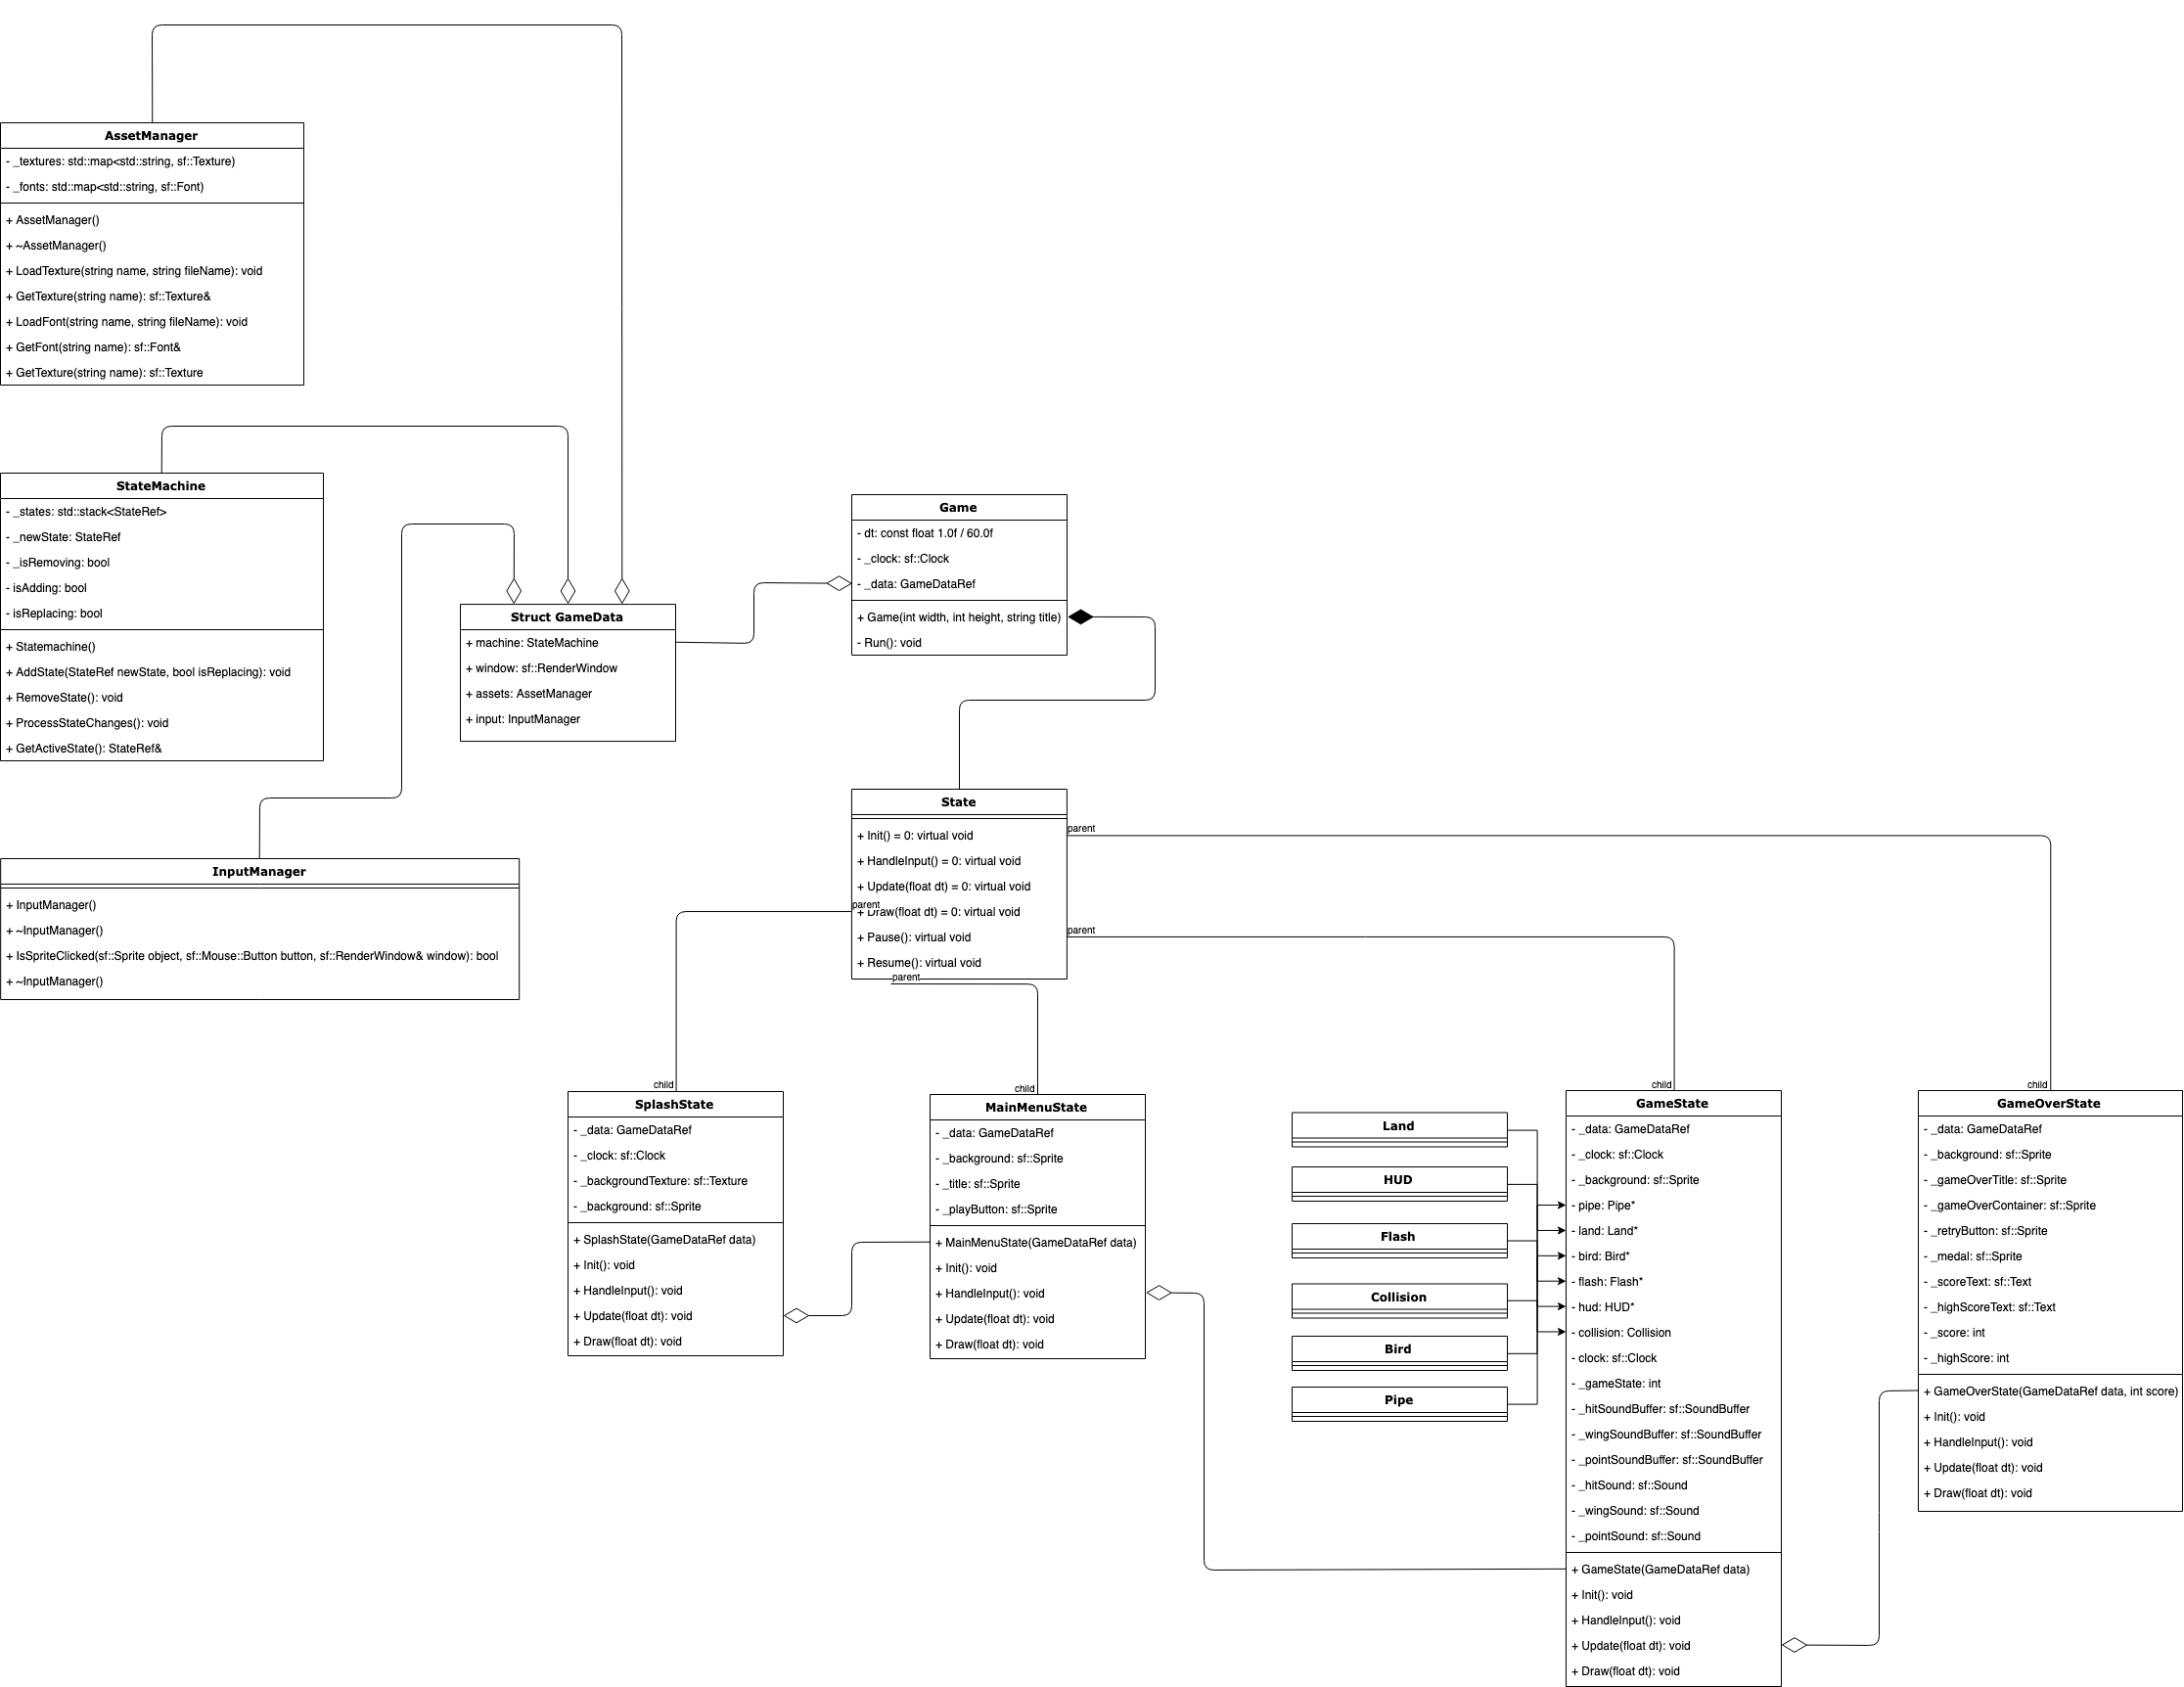 AssetManager
- _textures: std::map<std::string, sf::Texture)
- _fonts: std::map<std::string, sf::Font)
+ AssetManager()
+ ~AssetManager()
+ LoadTexture(string name, string fileName): void
+ GetTexture(string name): sf::Texture&
+ LoadFont(string name, string fileName): void
+ GetFont(string name): sf::Font&
+ GetTexture(string name): sf::Texture
StateMachine
- _states: std::stack<StateRef>
- _newState: StateRef
- _isRemoving: bool
- isAdding: bool
- isReplacing: bool
+ Statemachine()
+ AddState(StateRef newState, bool isReplacing): void
+ RemoveState(): void
+ ProcessStateChanges(): void
+ GetActiveState(): StateRef&
InputManager
+ InputManager()
+ ~InputManager()
+ IsSpriteClicked(sf::Sprite object, sf::Mouse::Button button, sf::RenderWindow& window): bool
+ ~InputManager()
Struct GameData
+ machine: StateMachine
+ window: sf::RenderWindow
+ assets: AssetManager
+ input: InputManager
Game
- dt: const float 1.0f / 60.0f
- _clock: sf::Clock
- _data: GameDataRef
+ Game(int width, int height, string title)
- Run(): void
State
+ Init() = 0: virtual void
+ HandleInput() = 0: virtual void
+ Update(float dt) = 0: virtual void
+ Draw(float dt) = 0: virtual void
+ Pause(): virtual void
+ Resume(): virtual void
parent
parent
parent
parent
child
child
child
child
SplashState
- _data: GameDataRef
- _clock: sf::Clock
- _backgroundTexture: sf::Texture
- _background: sf::Sprite
+ SplashState(GameDataRef data)
+ Init(): void
+ HandleInput(): void
+ Update(float dt): void
+ Draw(float dt): void
MainMenuState
- _data: GameDataRef
- _background: sf::Sprite
- _title: sf::Sprite
- _playButton: sf::Sprite
+ MainMenuState(GameDataRef data)
+ Init(): void
+ HandleInput(): void
+ Update(float dt): void
+ Draw(float dt): void
Land
HUD
Flash
Collision
Bird
Pipe
GameState
- _data: GameDataRef
- _clock: sf::Clock
- _background: sf::Sprite
- pipe: Pipe*
- land: Land*
- bird: Bird*
- flash: Flash*
- hud: HUD*
- collision: Collision
- clock: sf::Clock
- _gameState: int
- _hitSoundBuffer: sf::SoundBuffer
- _wingSoundBuffer: sf::SoundBuffer
- _pointSoundBuffer: sf::SoundBuffer
- _hitSound: sf::Sound
- _wingSound: sf::Sound
- _pointSound: sf::Sound
+ GameState(GameDataRef data)
+ Init(): void
+ HandleInput(): void
+ Update(float dt): void
+ Draw(float dt): void
GameOverState
- _data: GameDataRef
- _background: sf::Sprite
- _gameOverTitle: sf::Sprite
- _gameOverContainer: sf::Sprite
- _retryButton: sf::Sprite
- _medal: sf::Sprite
- _scoreText: sf::Text
- _highScoreText: sf::Text
- _score: int
- _highScore: int
+ GameOverState(GameDataRef data, int score)
+ Init(): void
+ HandleInput(): void
+ Update(float dt): void
+ Draw(float dt): void